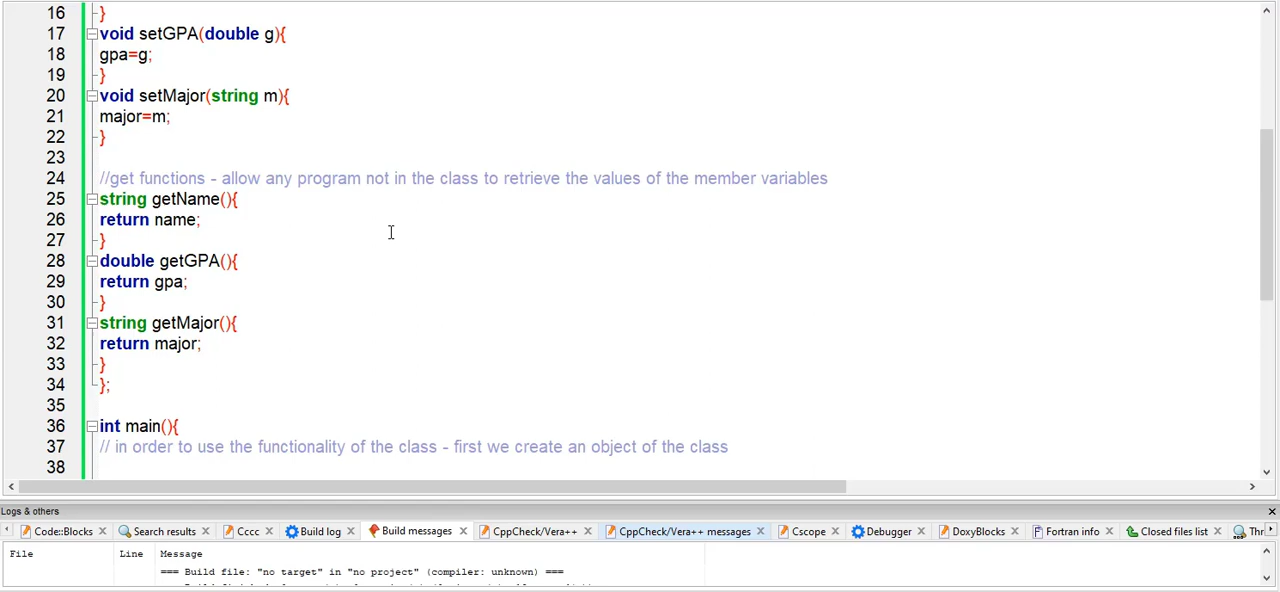 16 }
17 void setGPA(double g){
18 gpa=g;
19 }
20 void setMajor(string m){
21 major=m;
22 }
23
24 //get functions - allow any program not in the class to retrieve the values of the member variables
25 string getName(){
26 return name;
27 }
28 double getGPA(){
29 return gpa;
30 }
31 string getMajor(){
32 return major;
33 }
34 };
35
36 int main(){
37 // in order to use the functionality of the class - first we create an object of the class
38
Logs & others
Code::Blocks Search results Cccc Build log Build messages CppCheck/Vera++ CppCheck/Vera++ messages Cscope Debugger DoxyBlocks Fortran info Closed files list
File Line Message
=== Build file: "no target" in "no project" (compiler: unknown) ===